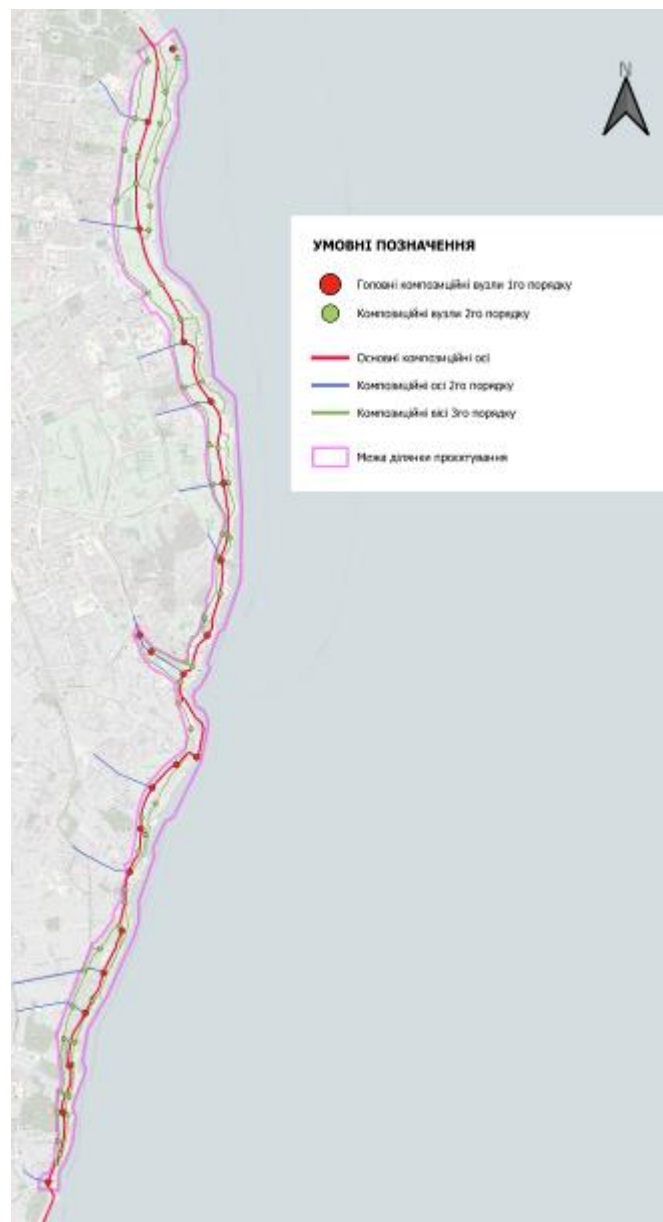 N
УМОВНІ ПОЗНАЧЕННЯ
Головні композиційні вузли 1го порядку
Композиційні вузли 2го порядку
Основні композиційні осі
Композиційні осі 2го порядку
Композиційні вісі 3го порядку
Межа ділянки проєктування